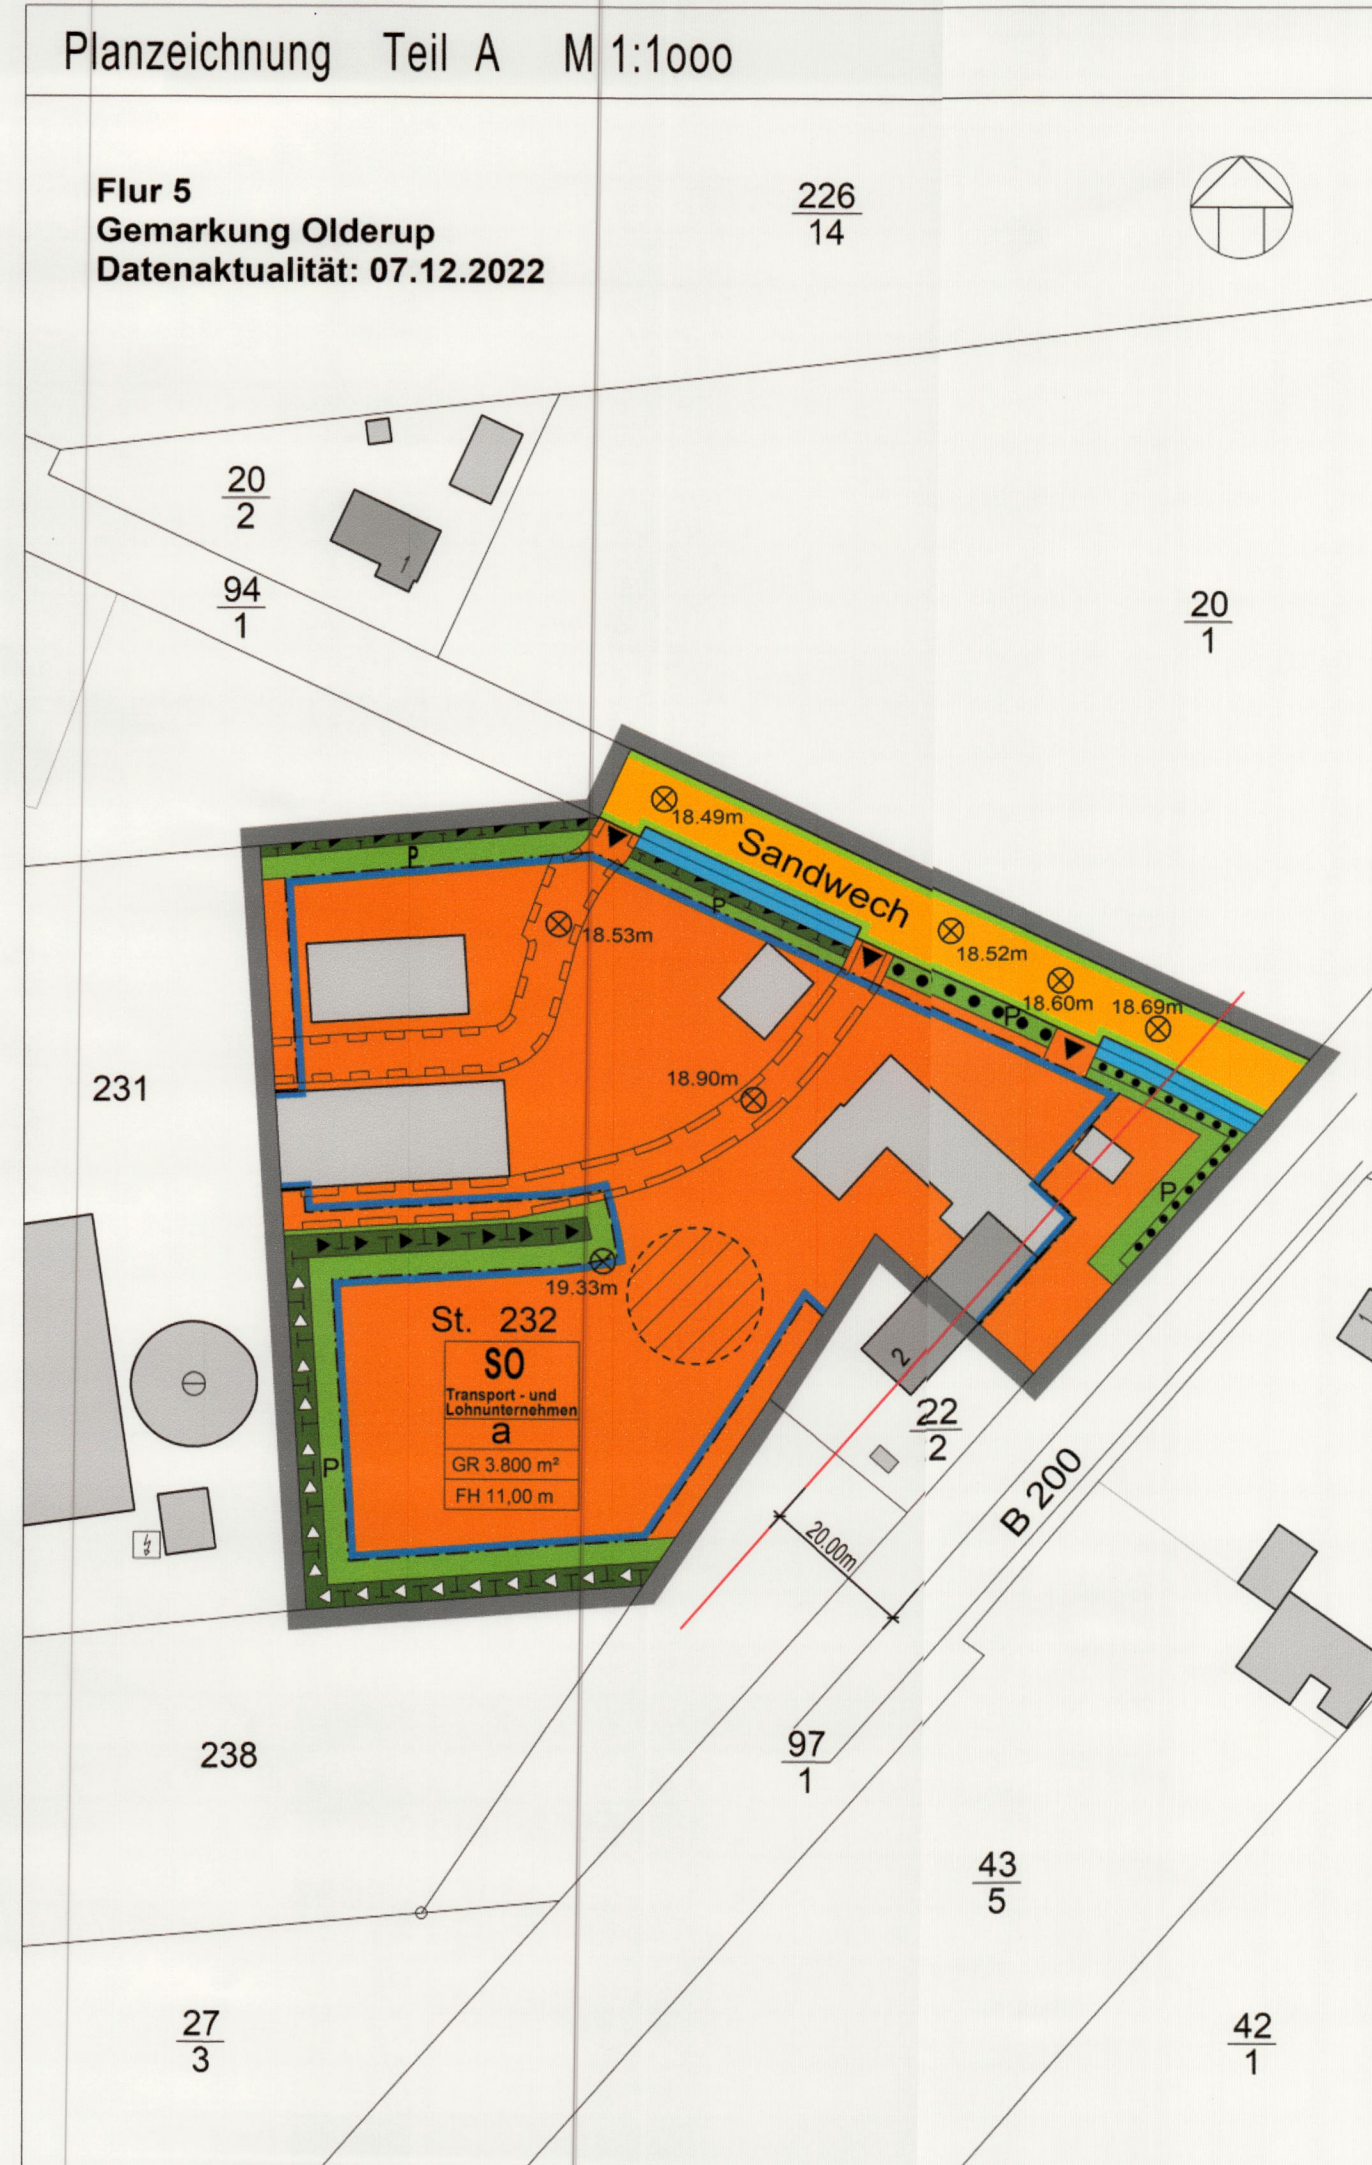 Planzeichnung Teil A M 1:1000
Flur 5
Gemarkung Olderup
Datenaktualität: 07.12.2022
226
14
20
2
1
94
1
20
1
18.49m
Sandwech
P
P
18.53m
18.52m
18.60m
18.69m
P
231
18.90m
P
19.33m
St. 232
SO
Transport - und
Lohnunternehmen
a
GR 3.800 m²
FH 11,00 m
P
2
22
2
1
B 200
20.00m
238
97
1
43
5
27
3
42
1